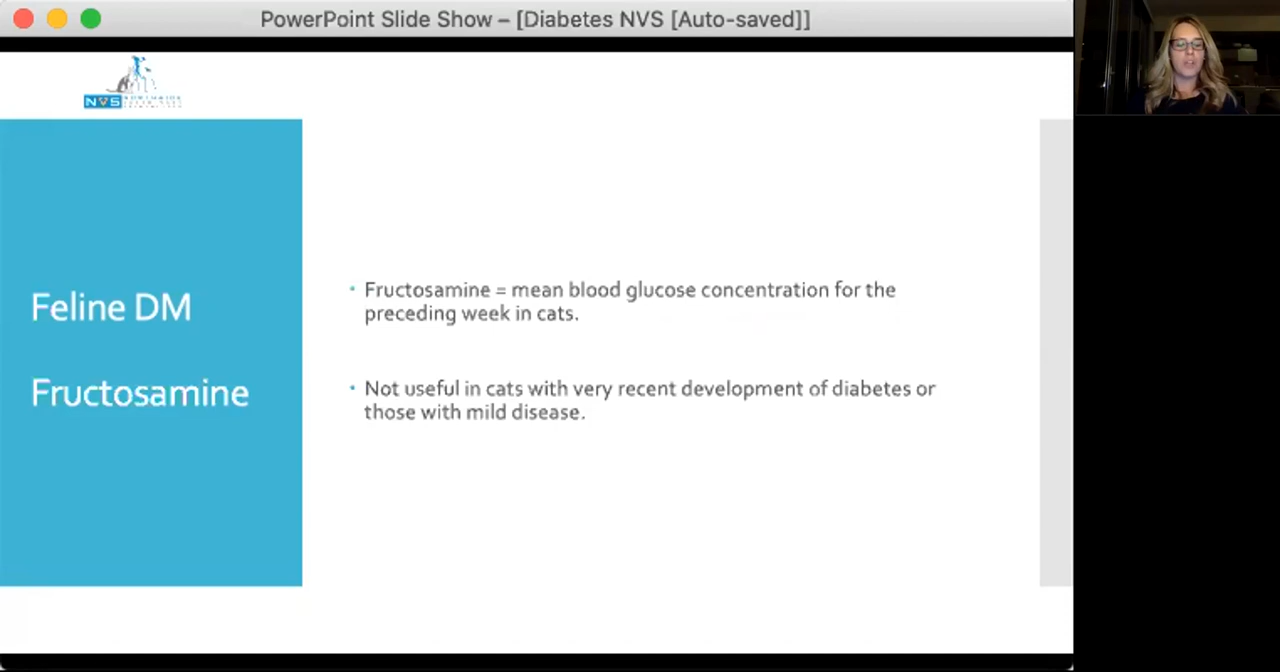 PowerPoint Slide Show – [Diabetes NVS [Auto-saved]]
NVS
Feline DM
Fructosamine
• Fructosamine = mean blood glucose concentration for the
preceding week in cats.
• Not useful in cats with very recent development of diabetes or
those with mild disease.